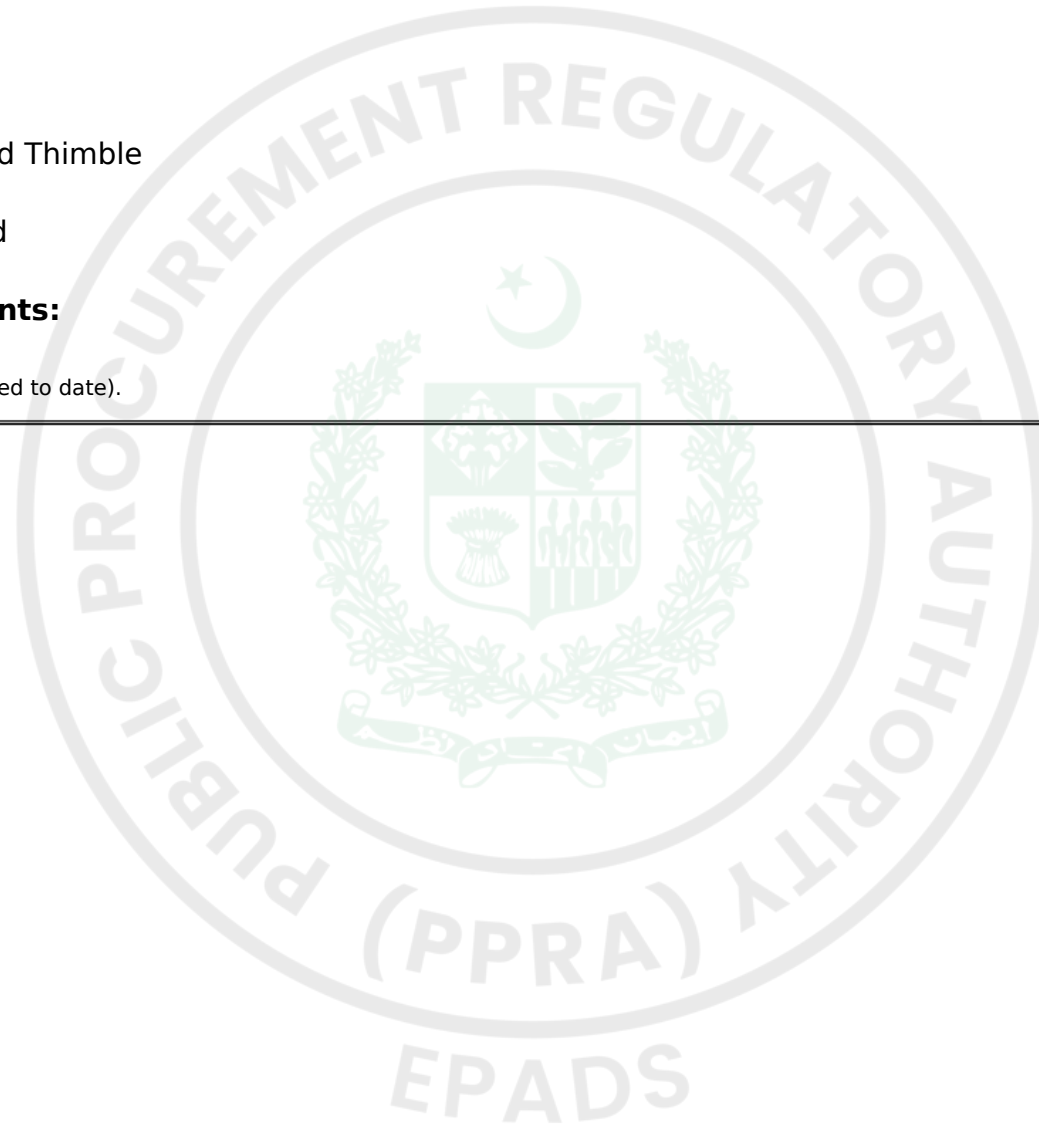 d Thimble
d
nts:
ed to date).
PUBLIC PROCUREMENT REGULATORY AUTHORITY
(PPRA)
EPADS